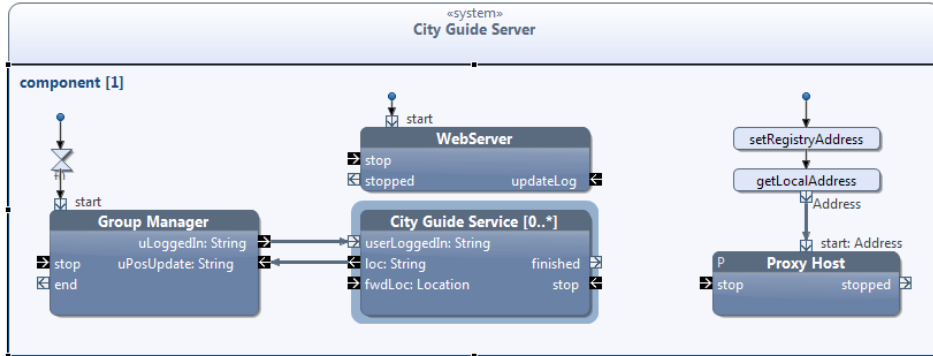 «system»
City Guide Server
component [1]
start
WebServer
stop
stopped
updateLog
setRegistryAddress
getLocalAddress
Address
start
Group Manager
uLoggedIn: String
stop
uPosUpdate: String
end
City Guide Service [0..*]
userLoggedIn: String
loc: String
finished
fwdLoc: Location
stop
start: Address
P
Proxy Host
stop
stopped